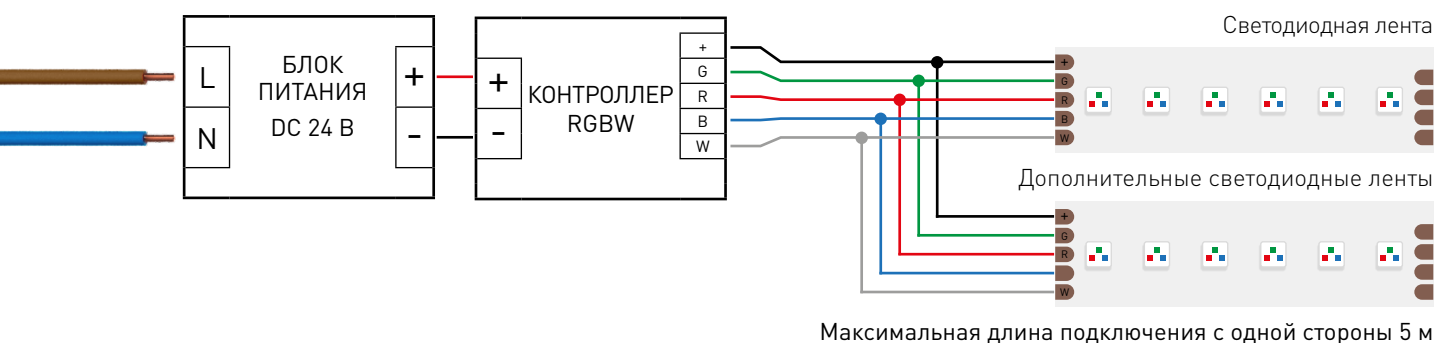 Светодиодная лента
L
N
БЛОК
ПИТАНИЯ
DC 24 В
+
-
+
-
КОНТРОЛЛЕР
RGBW
+
G
R
B
W
+
G
R
B
W
Дополнительные светодиодные ленты
+
G
R
W
Максимальная длина подключения с одной стороны 5 м